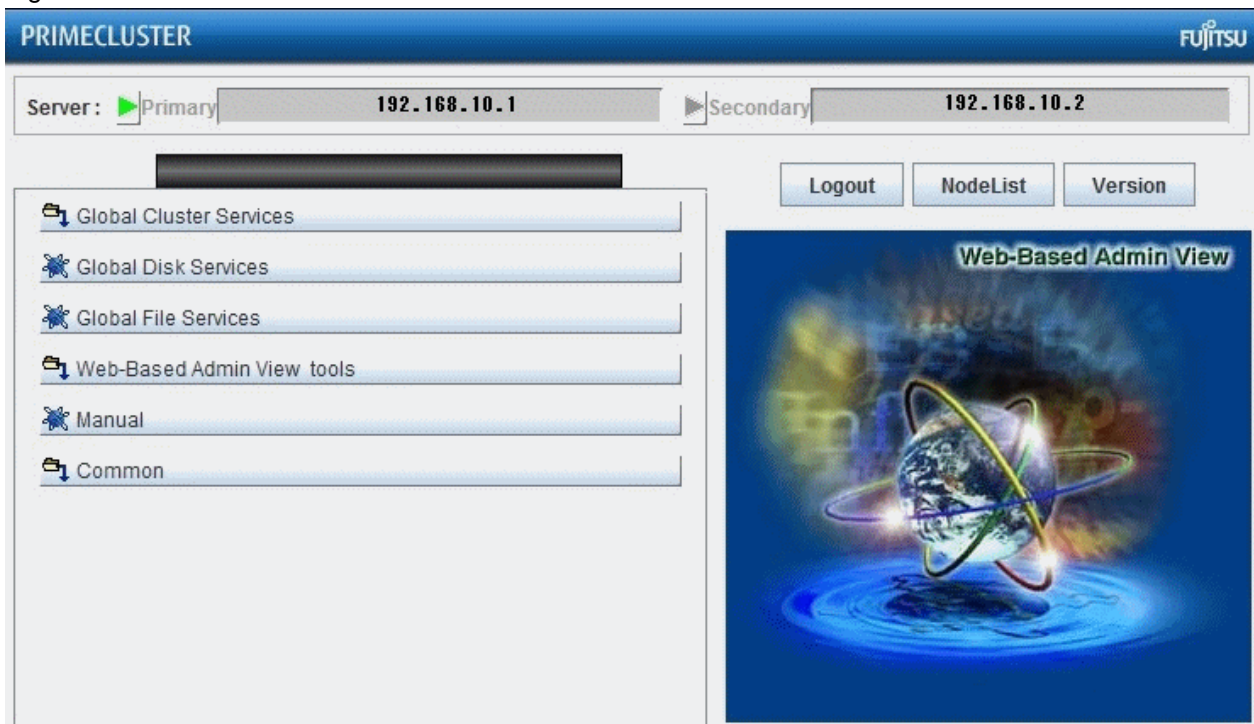 PRIMECLUSTER FUJITSU
Server : Primary 192.168.10.1 Secondary 192.168.10.2
Logout NodeList Version
Global Cluster Services
Global Disk Services
Global File Services
Web-Based Admin View tools
Manual
Common
Web-Based Admin View